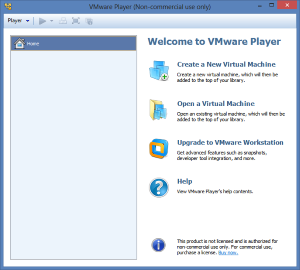 VMware Player (Non-commercial use only)
Player
Home
Welcome to VMware Player
Create a New Virtual Machine
Create a new virtual machine, which will then be
added to the top of your library.
Open a Virtual Machine
Open an existing virtual machine, which will then be
added to the top of your library.
Upgrade to VMware Workstation
Get advanced features such as snapshots,
developer tool integration, and more.
Help
View VMware Player's help contents.
This product is not licensed and is authorized for
non-commercial use only. For commercial use,
purchase a license. Buy now.